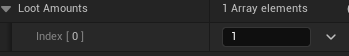 Loot Amounts 1 Array elements
Index [ 0 ] 1